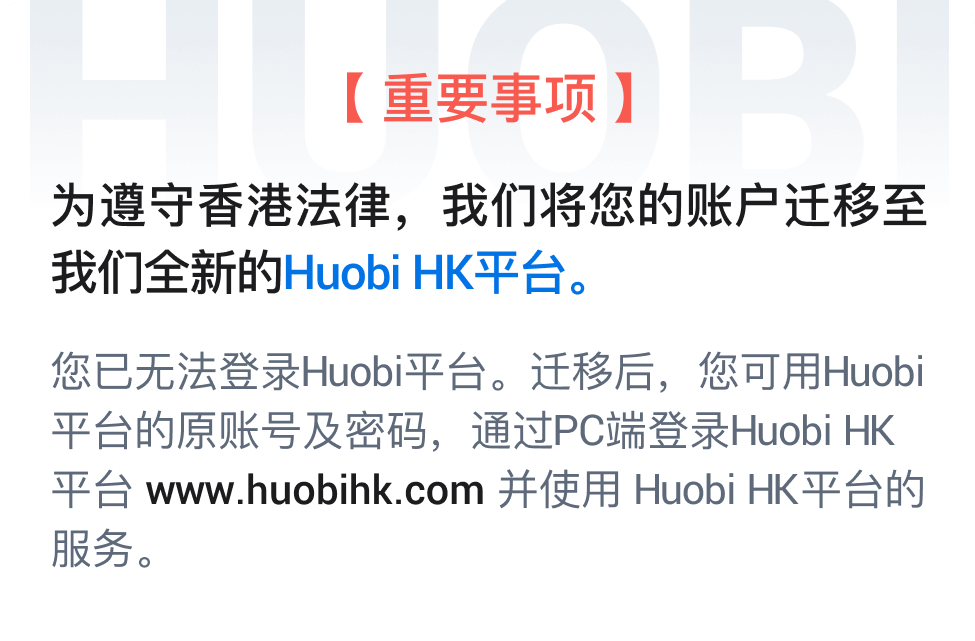 HUOBI
【 重要事项 】
为遵守香港法律，我们将您的账户迁移至
我们全新的Huobi HK平台。
您已无法登录Huobi平台。迁移后，您可用Huobi
平台的原账号及密码，通过PC端登录Huobi HK
平台 www.huobihk.com 并使用 Huobi HK平台的
服务。